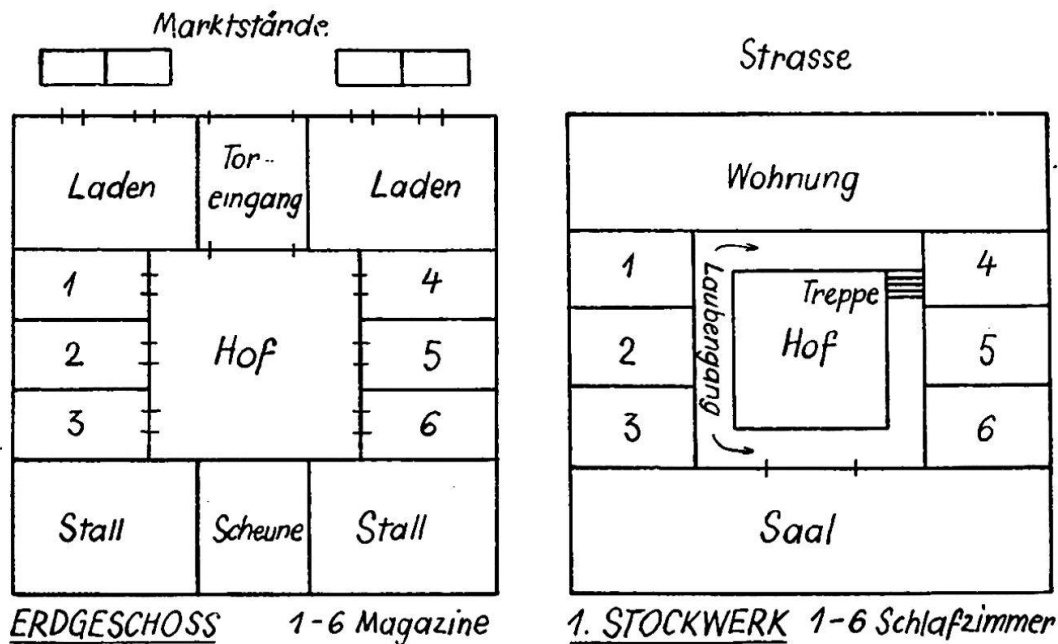 Marktstände.
Laden
Tor-
eingang
Laden
1
2
3
Hof
4
5
6
Stall
Scheune
Stall
ERDGESCHOSS 1-6 Magazine
Strasse
Wohnung
1
2
3
Laubengang
Treppe
Hof
4
5
6
Saal
1. STOCKWERK 1-6 Schlafzimmer